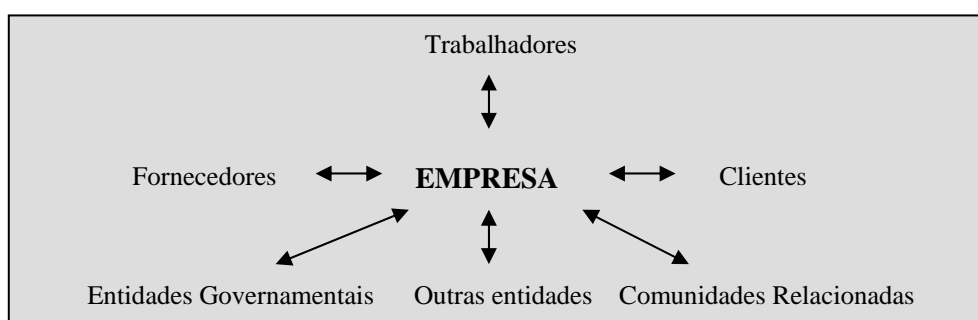 Trabalhadores
Fornecedores EMPRESA Clientes
Entidades Governamentais Outras entidades Comunidades Relacionadas